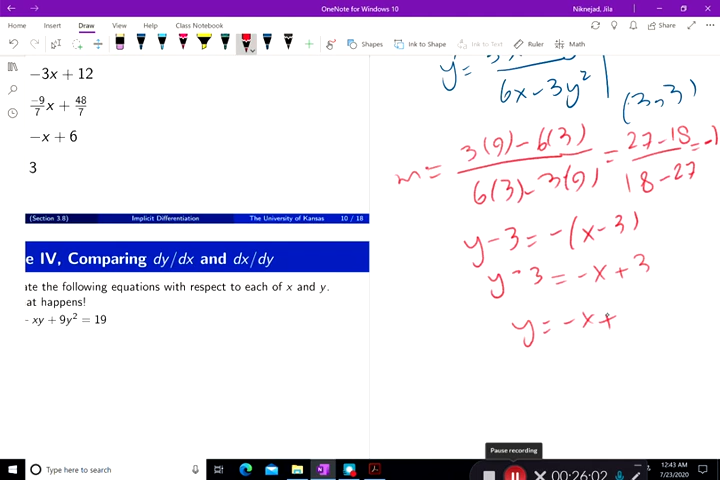 OneNote for Windows 10
Niknejad, Jila
Home Insert Draw View Help Class Notebook
Share
Shapes Ink to Shape Ink to Text Ruler Math
−3x + 12
−9/7 x + 48/7
−x + 6
3
(Section 3.8) Implicit Differentiation The University of Kansas 10 / 18
e IV, Comparing dy/dx and dx/dy
ate the following equations with respect to each of x and y.
at happens!
− xy + 9y² = 19
6x−3y² |(3,3)
m = 3(9)−6(3) / 6(3)−3(9) = 27−18 / 18−27 = −1
y−3 = −(x−3)
y−3 = −x+3
y = −x+
Pause recording
00:26:02
Type here to search
12:43 AM
7/23/2020